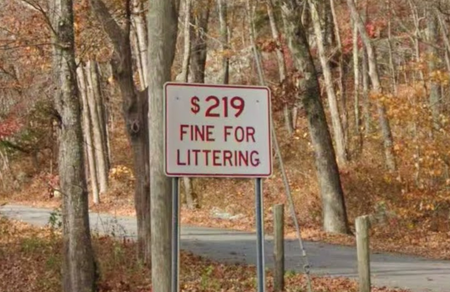 $219
FINE FOR
LITTERING